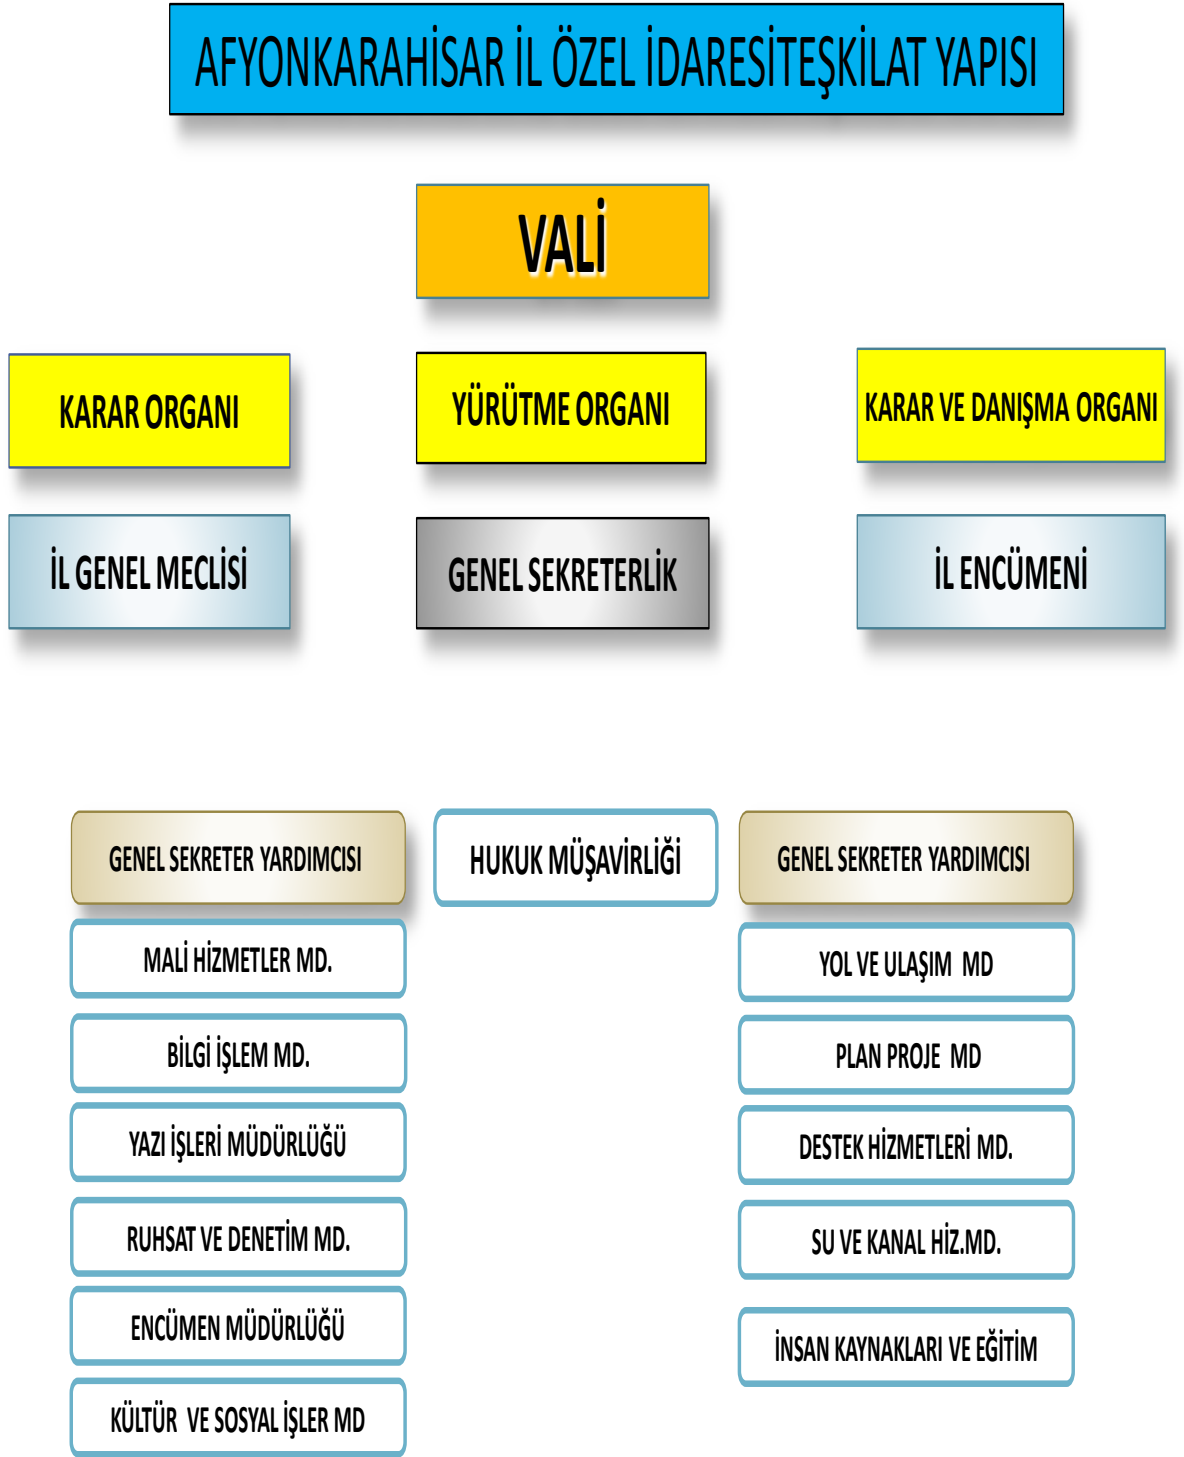 AFYONKARAHİSAR İL ÖZEL İDARESİTEŞKİLAT YAPISI
VALİ
KARAR ORGANI
YÜRÜTME ORGANI
KARAR VE DANIŞMA ORGANI
İL GENEL MECLİSİ
GENEL SEKRETERLİK
İL ENCÜMENİ
GENEL SEKRETER YARDIMCISI
HUKUK MÜŞAVİRLİĞİ
GENEL SEKRETER YARDIMCISI
MALİ HİZMETLER MD.
BİLGİ İŞLEM MD.
YAZI İŞLERİ MÜDÜRLÜĞÜ
RUHSAT VE DENETİM MD.
ENCÜMEN MÜDÜRLÜĞÜ
KÜLTÜR VE SOSYAL İŞLER MD
YOL VE ULAŞIM MD
PLAN PROJE MD
DESTEK HİZMETLERİ MD.
SU VE KANAL HİZ.MD.
İNSAN KAYNAKLARI VE EĞİTİM